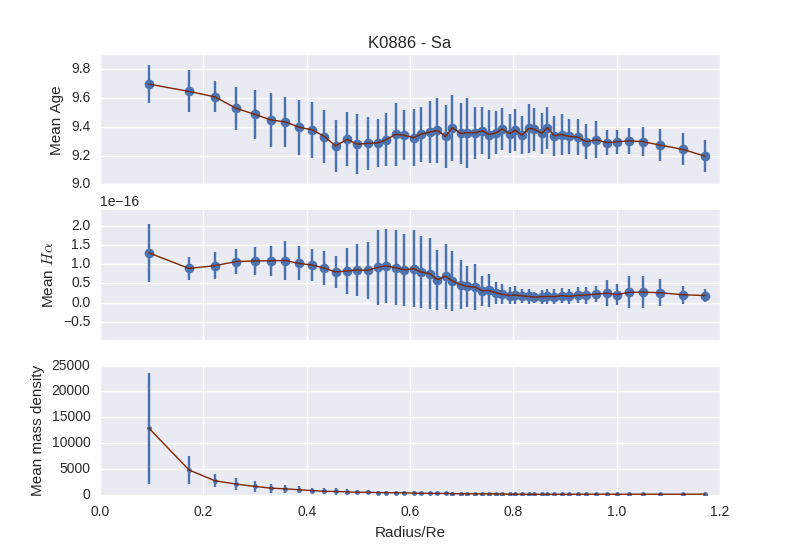 K0886 - Sa
Mean Age
9.8
9.6
9.4
9.2
9.0
1e−16
Mean Hα
2.0
1.5
1.0
0.5
0.0
−0.5
Mean mass density
25000
20000
15000
10000
5000
0
0.0 0.2 0.4 0.6 0.8 1.0 1.2
Radius/Re